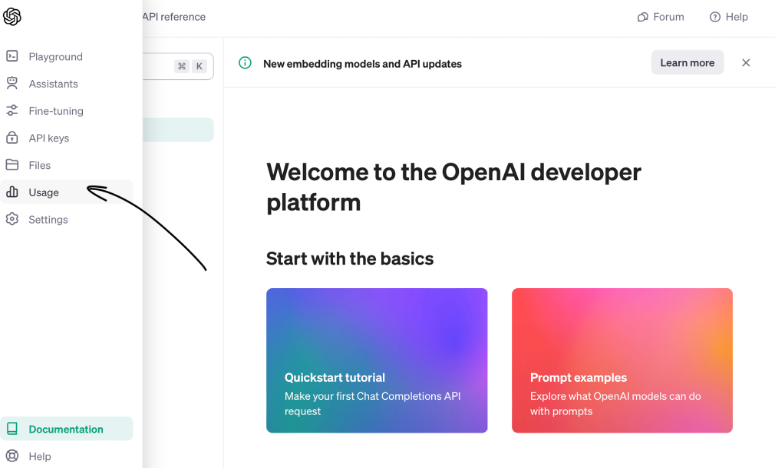 API reference
Forum
Help
Playground
Assistants
Fine-tuning
API keys
Files
Usage
Settings
Documentation
Help
⌘ K
New embedding models and API updates
Learn more
Welcome to the OpenAI developer
platform
Start with the basics
Quickstart tutorial
Make your first Chat Completions API
request
Prompt examples
Explore what OpenAI models can do
with prompts